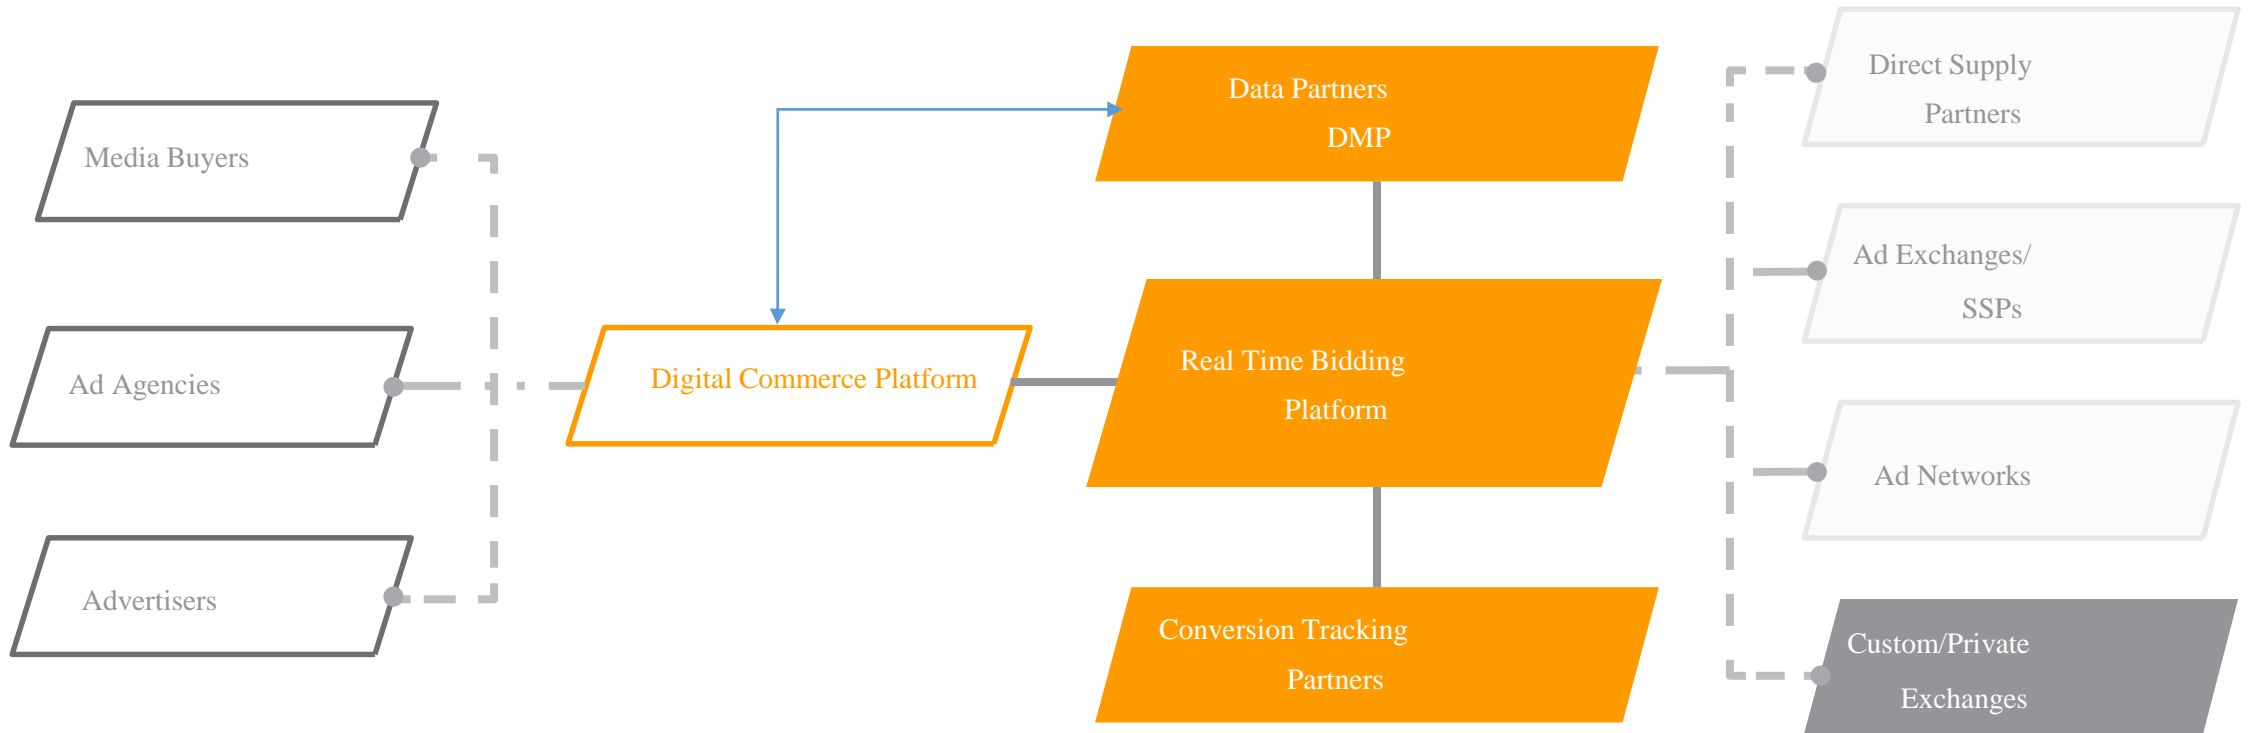 Media Buyers
Ad Agencies
Advertisers
Digital Commerce Platform
Data Partners
DMP
Real Time Bidding
Platform
Conversion Tracking
Partners
Direct Supply
Partners
Ad Exchanges/
SSPs
Ad Networks
Custom/Private
Exchanges